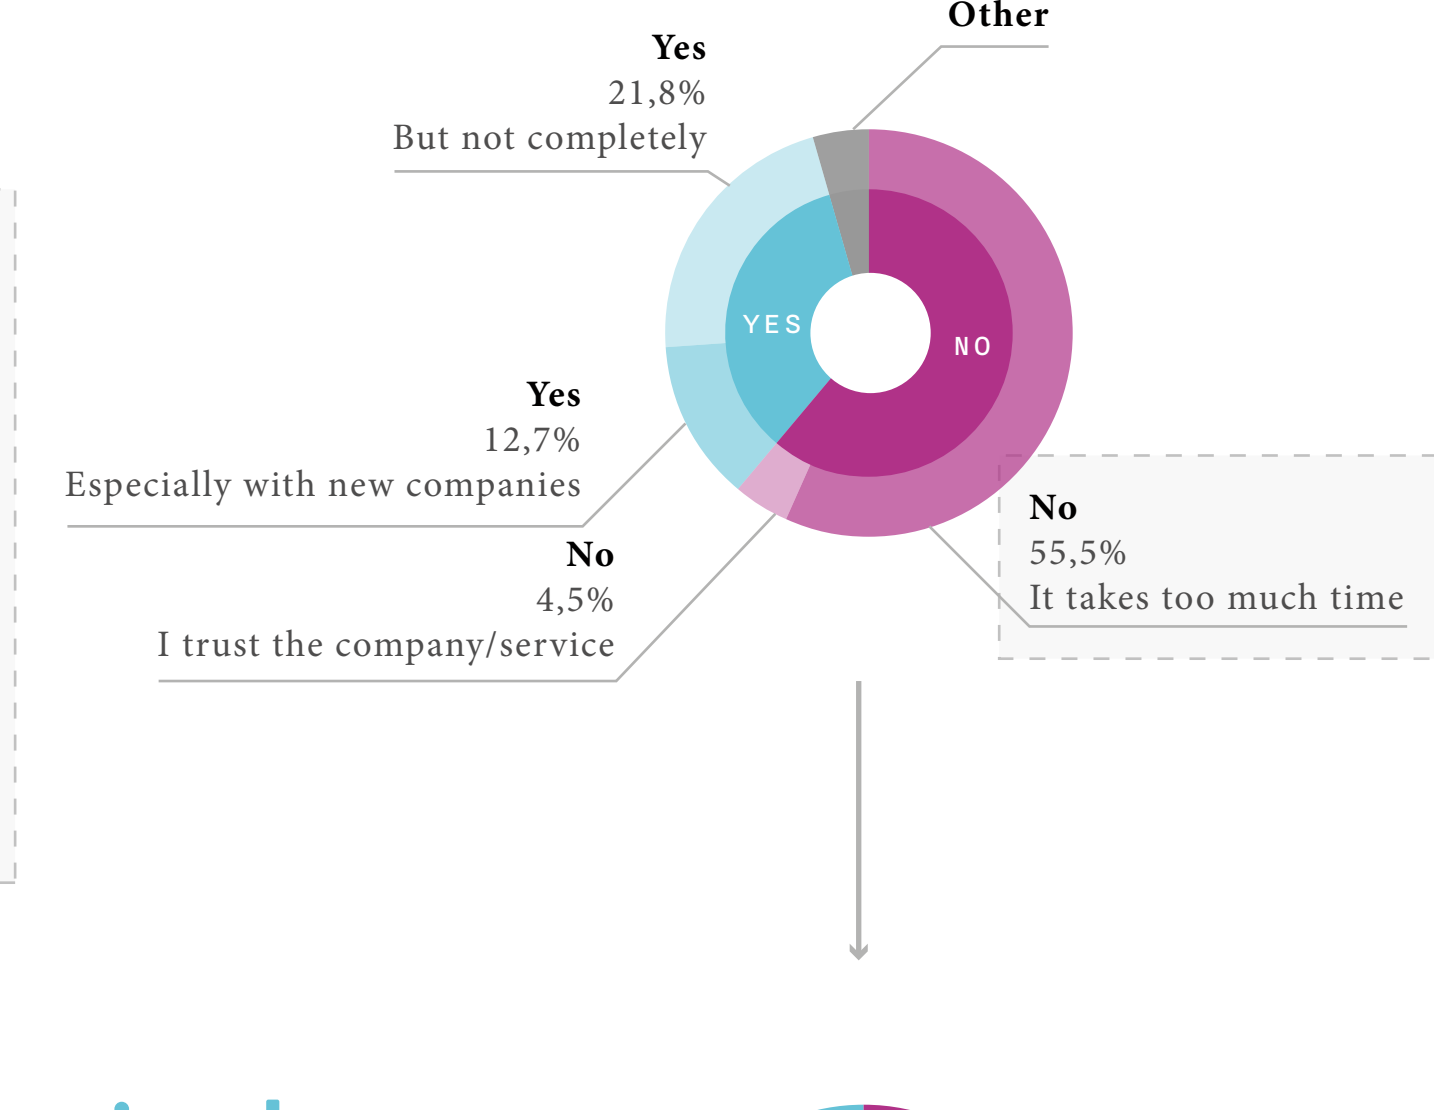 Other
Yes
21,8%
But not completely
YES
NO
Yes
12,7%
Especially with new companies
No
55,5%
It takes too much time
No
4,5%
I trust the company/service